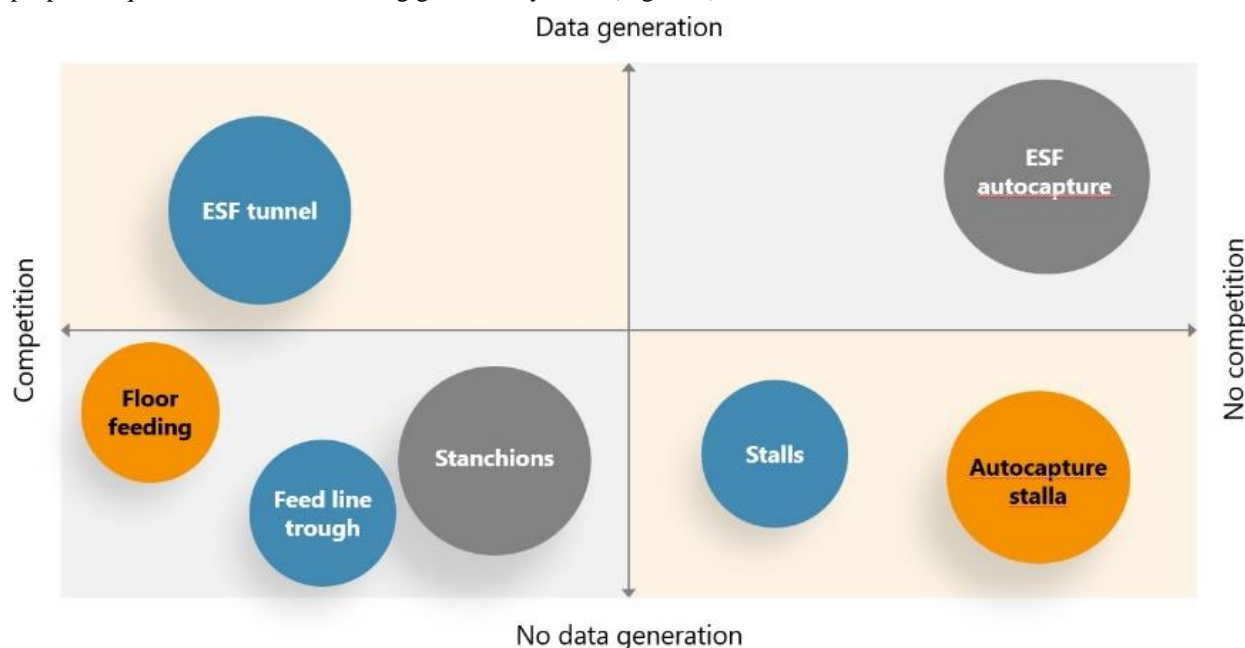 Data generation
ESF
autocapture
ESF tunnel
Competition
No competition
Floor
feeding
Stanchions
Stalls
Autocapture
stalla
Feed line
trough
No data generation